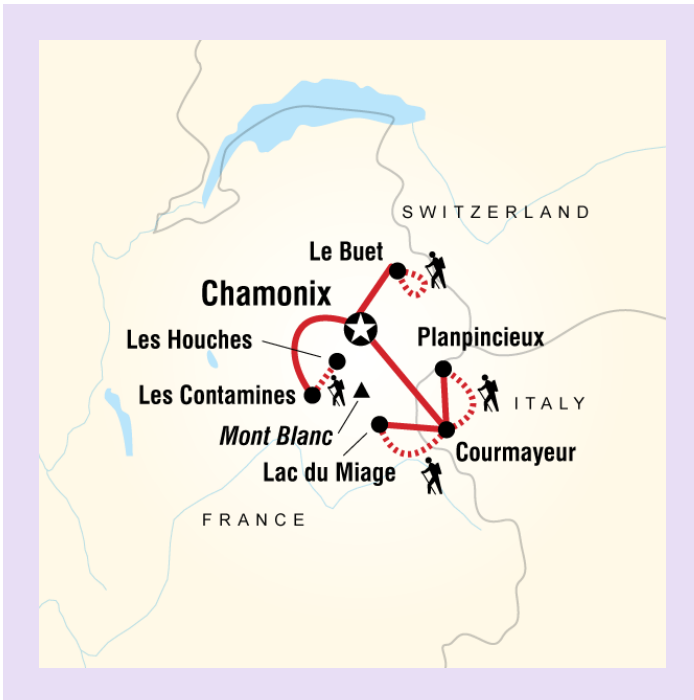 SWITZERLAND
Le Buet
Chamonix
Les Houches
Planpincieux
Les Contamines
ITALY
Mont Blanc
Courmayeur
Lac du Miage
FRANCE